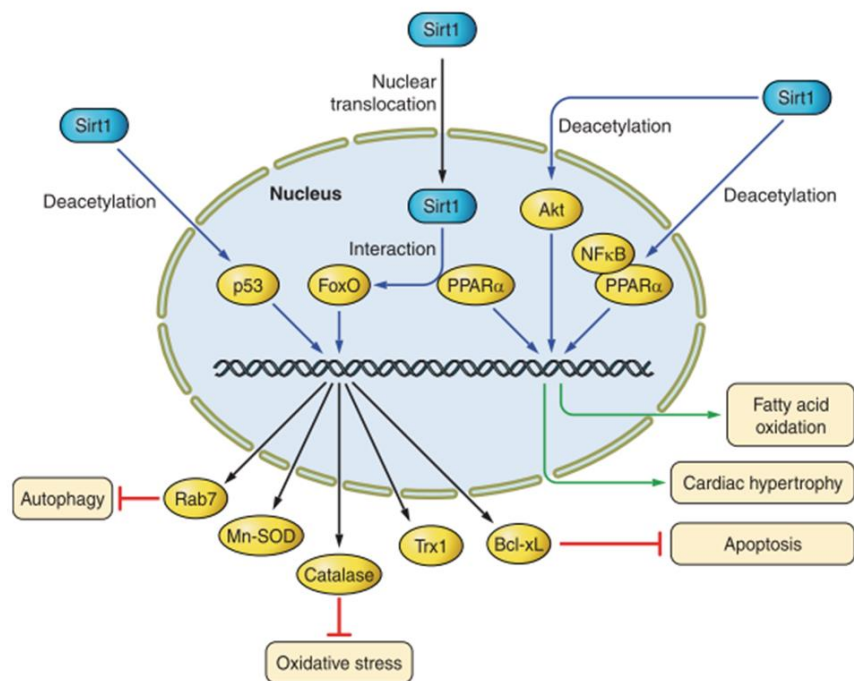 Sirt1
Nuclear
translocation
Sirt1
Sirt1
Deacetylation
Deacetylation
Deacetylation
Nucleus
Sirt1
Akt
Interaction
NFκB
p53
FoxO
PPARα
PPARα
Fatty acid
oxidation
Cardiac hypertrophy
Autophagy
Rab7
Mn-SOD
Trx1
Bcl-xL
Apoptosis
Catalase
Oxidative stress